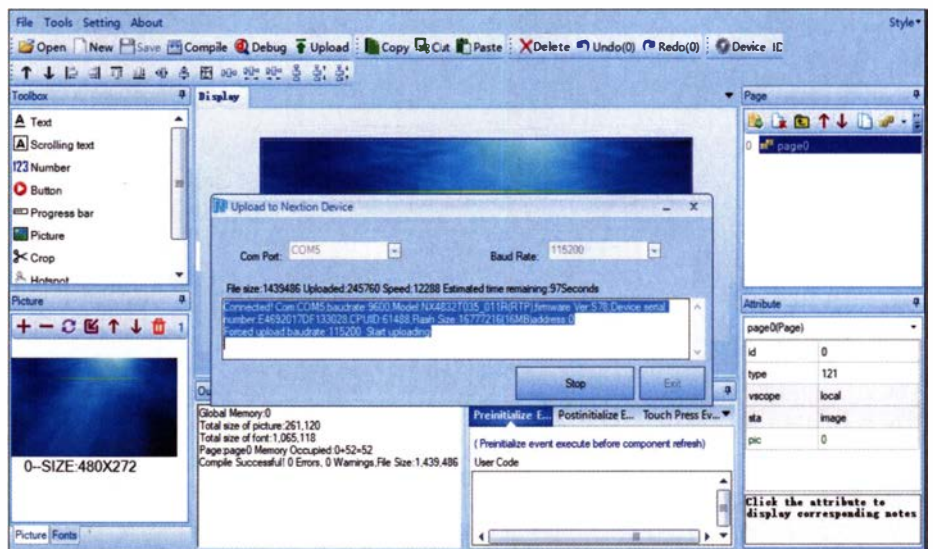 File Tools Setting About Style
Open New Save Compile Debug Upload Copy Cut Paste Delete Undo(0) Redo(0) Device ID
Toolbox
A Text
A Scrolling text
123 Number
Button
Progress bar
Picture
Crop
Hotspot
Picture
1
0--SIZE:480X272
Picture Fonts
Display
Upload to Nextion Device
Com Port: COM5 Baud Rate: 115200
File size:1439486 Uploaded:245760 Speed:12288 Estimated time remaining:97Seconds
Connected! Com:COM5,baudrate:9600,Model:NX4832T035_011R(RTP),firmware Ver:S78,Device serial
number:E4692017DF133028,CPUID:61488,Flash Size:16777216(16MB)address:0
Forced upload baudrate:115200 Start uploading
Stop Exit
Ou
Global Memory:0
Total size of picture:261,120
Total size of font:1,065,118
Page:page0 Memory Occupied:0+52=52
Compile Successful! 0 Errors, 0 Warnings,File Size:1,439,486
Preinitialize E... Postinitialize E... Touch Press Ev...
( Preinitialize event execute before component refresh)
User Code
Page
0 page0
Attribute
page0(Page)
id 0
type 121
vscope local
sta image
pic 0
Click the attribute to
display corresponding notes